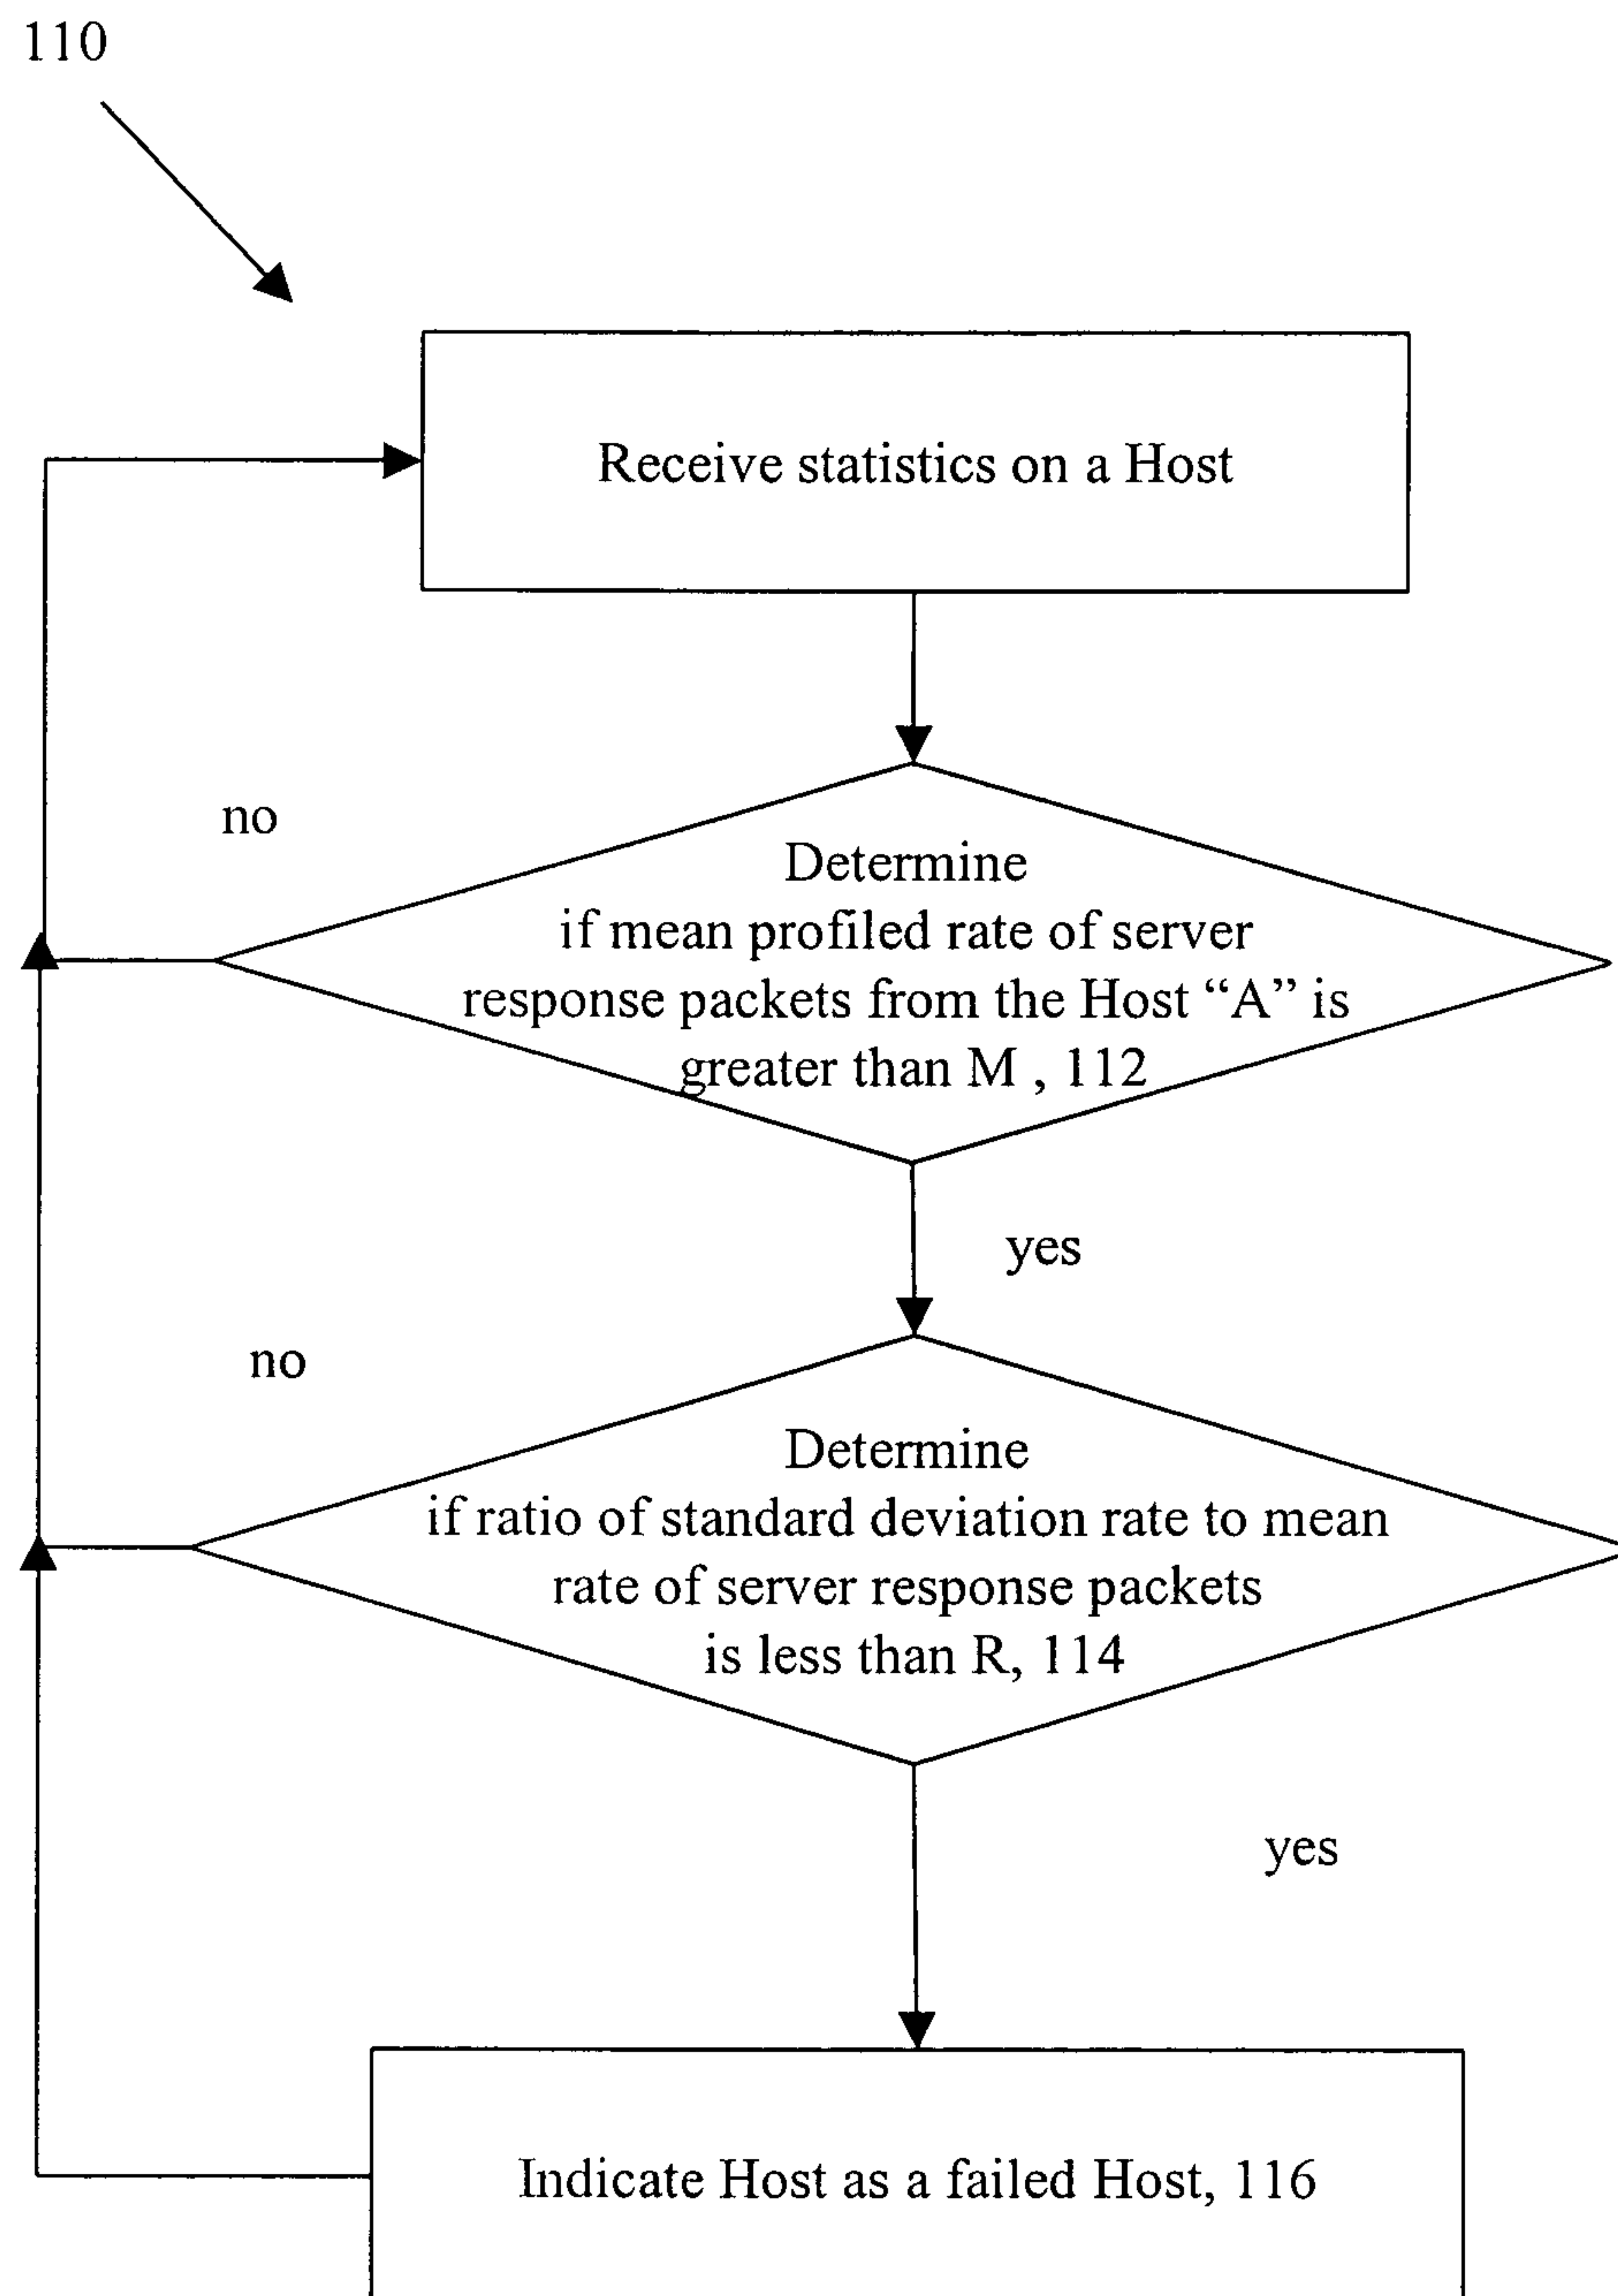 110
Receive statistics on a Host
no
Determine
if mean profiled rate of server
response packets from the Host “A” is
greater than M , 112
yes
no
Determine
if ratio of standard deviation rate to mean
rate of server response packets
is less than R, 114
yes
Indicate Host as a failed Host, 116